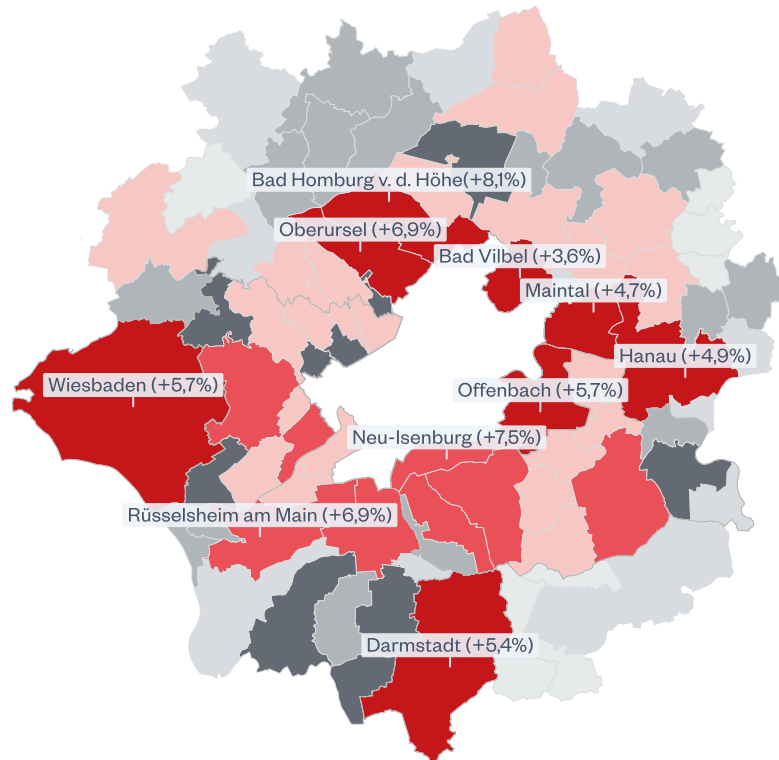 Bad Homburg v. d. Höhe(+8,1%)
Oberursel (+6,9%)
Bad Vilbel (+3,6%)
Maintal (+4,7%)
Hanau (+4,9%)
Wiesbaden (+5,7%)
Offenbach (+5,7%)
Neu-Isenburg (+7,5%)
Rüsselsheim am Main (+6,9%)
Darmstadt (+5,4%)